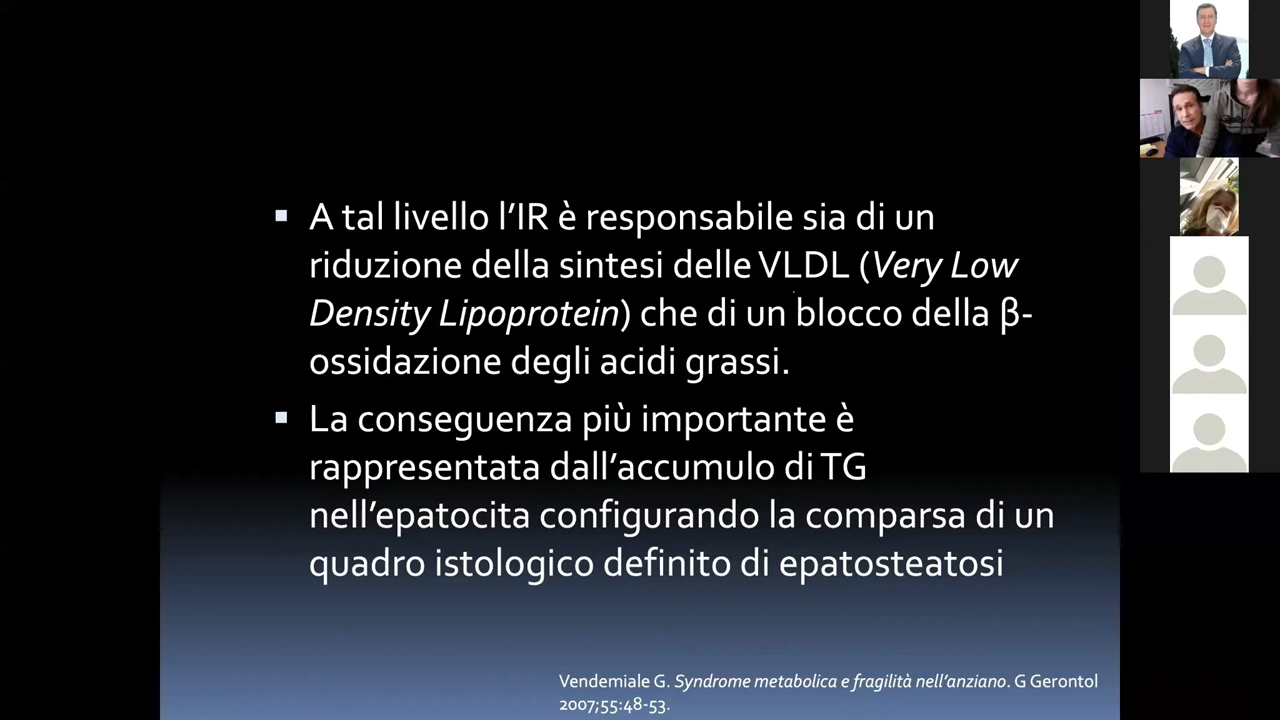 A tal livello l’IR è responsabile sia di un
riduzione della sintesi delle VLDL (Very Low
Density Lipoprotein) che di un blocco della β-
ossidazione degli acidi grassi.
La conseguenza più importante è
rappresentata dall’accumulo di TG
nell’epatocita configurando la comparsa di un
quadro istologico definito di epatosteatosi
Vendemiale G. Syndrome metabolica e fragilità nell’anziano. G Gerontol
2007;55:48-53.